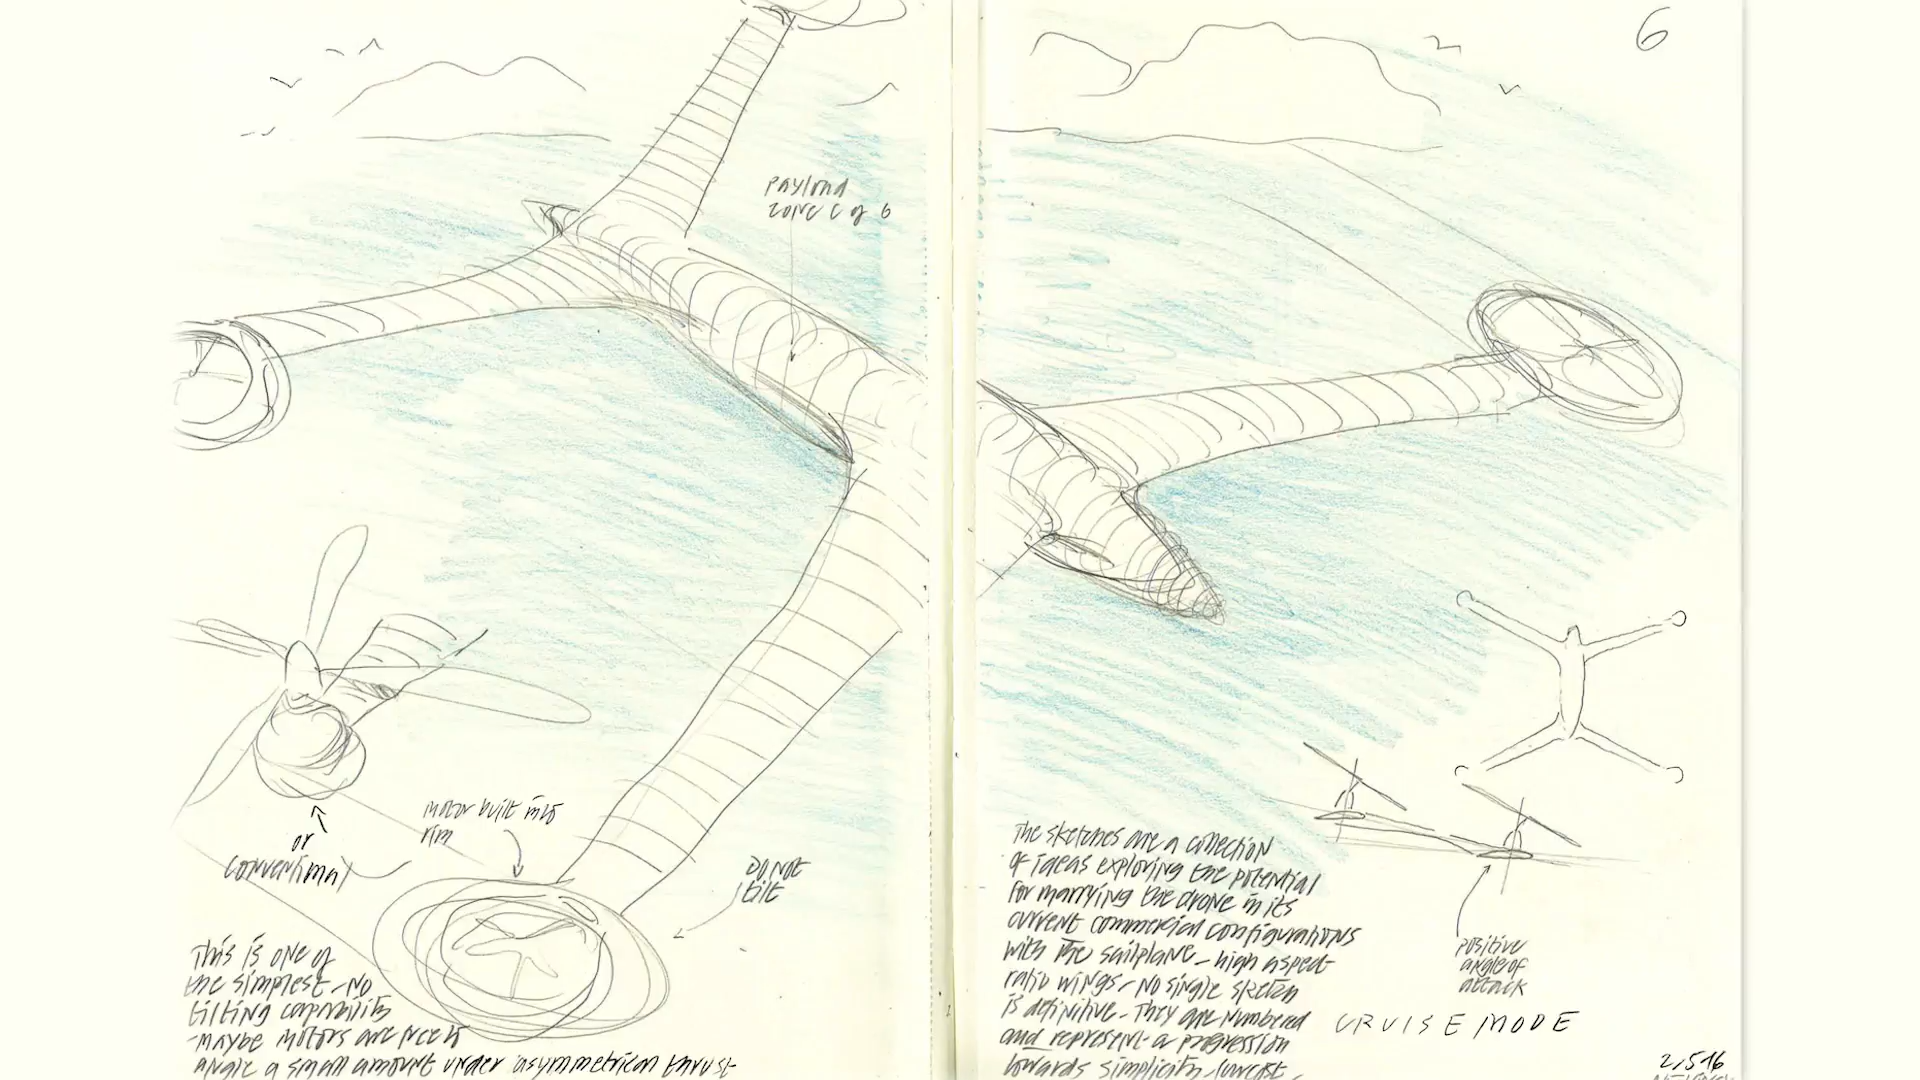 6
PAYLOAD
ZONE C of 6
MOTOR built into
rim
or
CONVENTIONAL
DO NOT
tilt
This is one of
the simplest - NO
tilting capability
- MAYBE Motors are free to
angle a small amount under asymmetrical thrust
The sketches are a collection
of ideas exploring the potential
for marrying the drone in its
current commercial configurations
with the sailplane - high aspect
ratio wings - No single sketch
is definitive - They are Numbered
and represent a progression
towards simplicity - lowcost -
positive
angle of
attack
CRUISE MODE
2/5/16